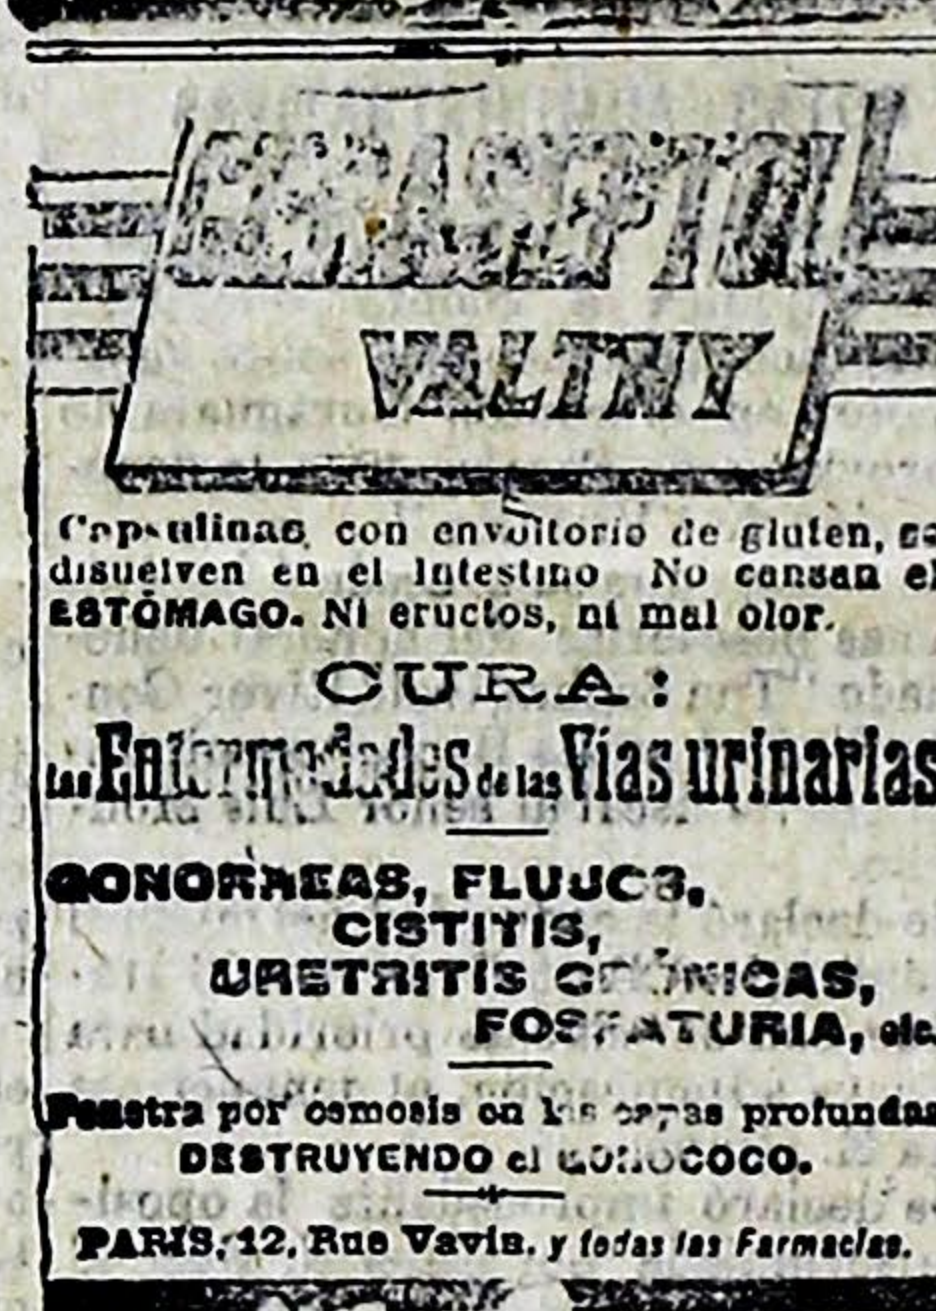 VALTNY
Capsulinas con envoltorio de gluten, se
disuelven en el Intestino No cansan el
ESTÓMAGO. Ni eructos, ni mal olor.
CURA:
Las Enfermedades de las Vías urinarias
GONORREAS, FLUJOS,
CISTITIS,
URETRITIS CRÓNICAS,
FOSFATURIA, etc.
Penetra por osmosis en las capas profundas
DESTRUYENDO el GONOCOCO.
PARIS, 12, Rue Vavin. y todas las Farmacias.